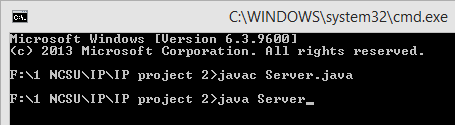 C:\WINDOWS\system32\cmd.exe
Microsoft Windows [Version 6.3.9600]
(c) 2013 Microsoft Corporation. All rights reserved.
F:\1 NCSU\IP\IP project 2>javac Server.java
F:\1 NCSU\IP\IP project 2>java Server_